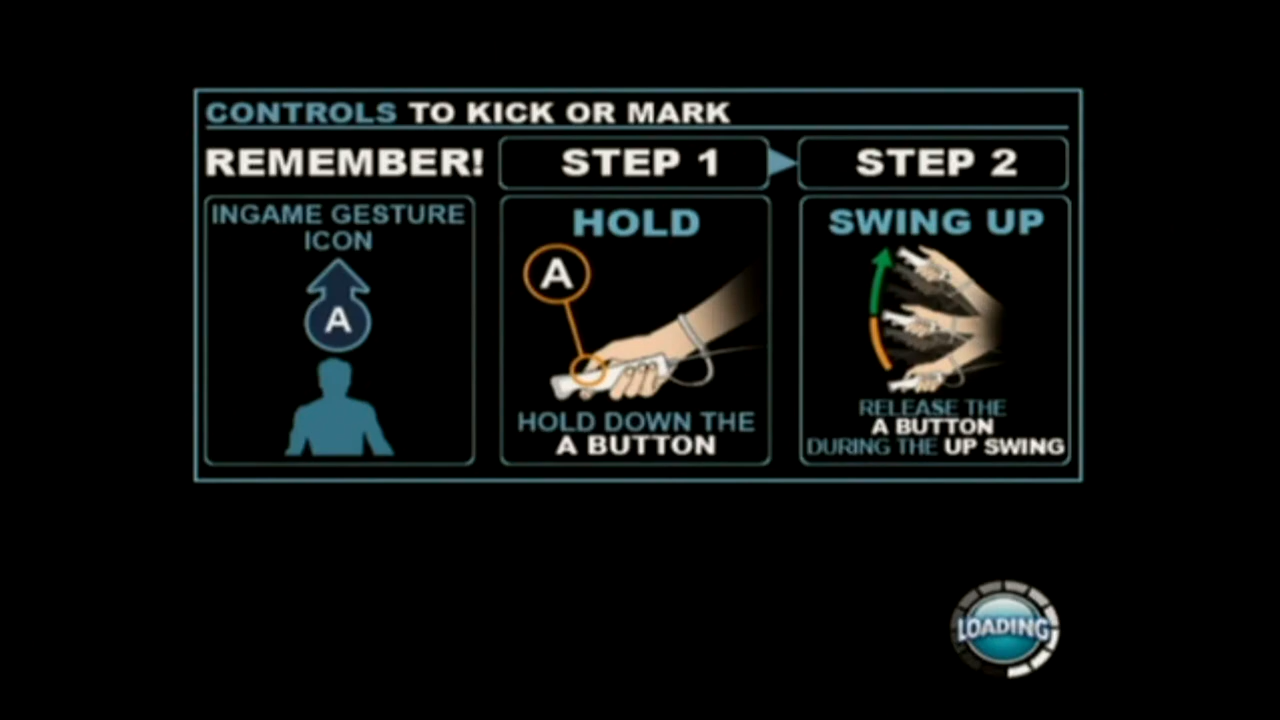 CONTROLS TO KICK OR MARK
REMEMBER!
STEP 1
STEP 2
INGAME GESTURE
ICON
A
HOLD
A
HOLD DOWN THE
A BUTTON
SWING UP
RELEASE THE
A BUTTON
DURING THE UP SWING
LOADING